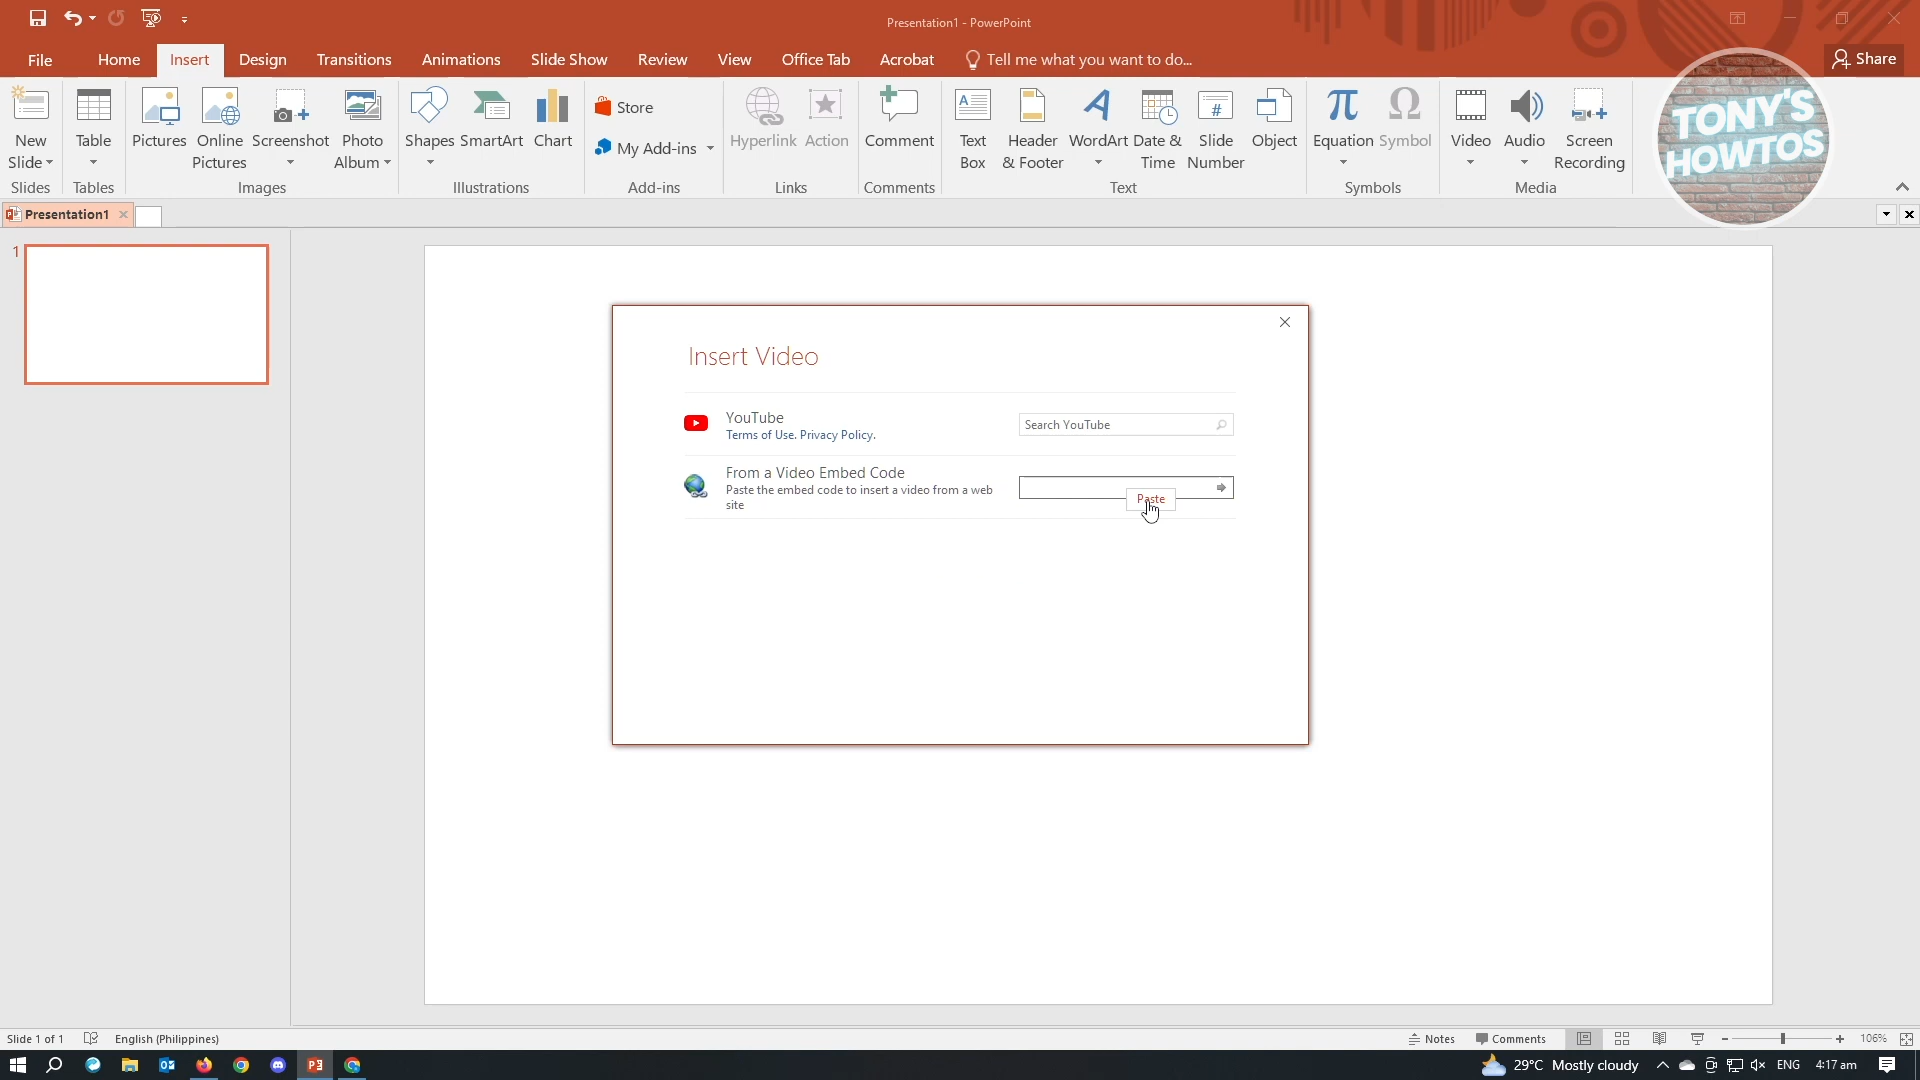 Presentation1 - PowerPoint
File Home Insert Design Transitions Animations Slide Show Review View Office Tab Acrobat Tell me what you want to do... Share
New Slide Table Pictures Online Pictures Screenshot Photo Album Shapes SmartArt Chart Store My Add-ins Hyperlink Action Comment Text Box Header & Footer WordArt Date & Time Slide Number Object Equation Symbol Video Audio Screen Recording
Slides Tables Images Illustrations Add-ins Links Comments Text Symbols Media
TONY'S
HOWTOS
Presentation1
1
Insert Video
YouTube
Terms of Use. Privacy Policy.
Search YouTube
From a Video Embed Code
Paste the embed code to insert a video from a web
site
Paste
Slide 1 of 1 English (Philippines) Notes Comments 106%
29°C Mostly cloudy ENG 4:17 am